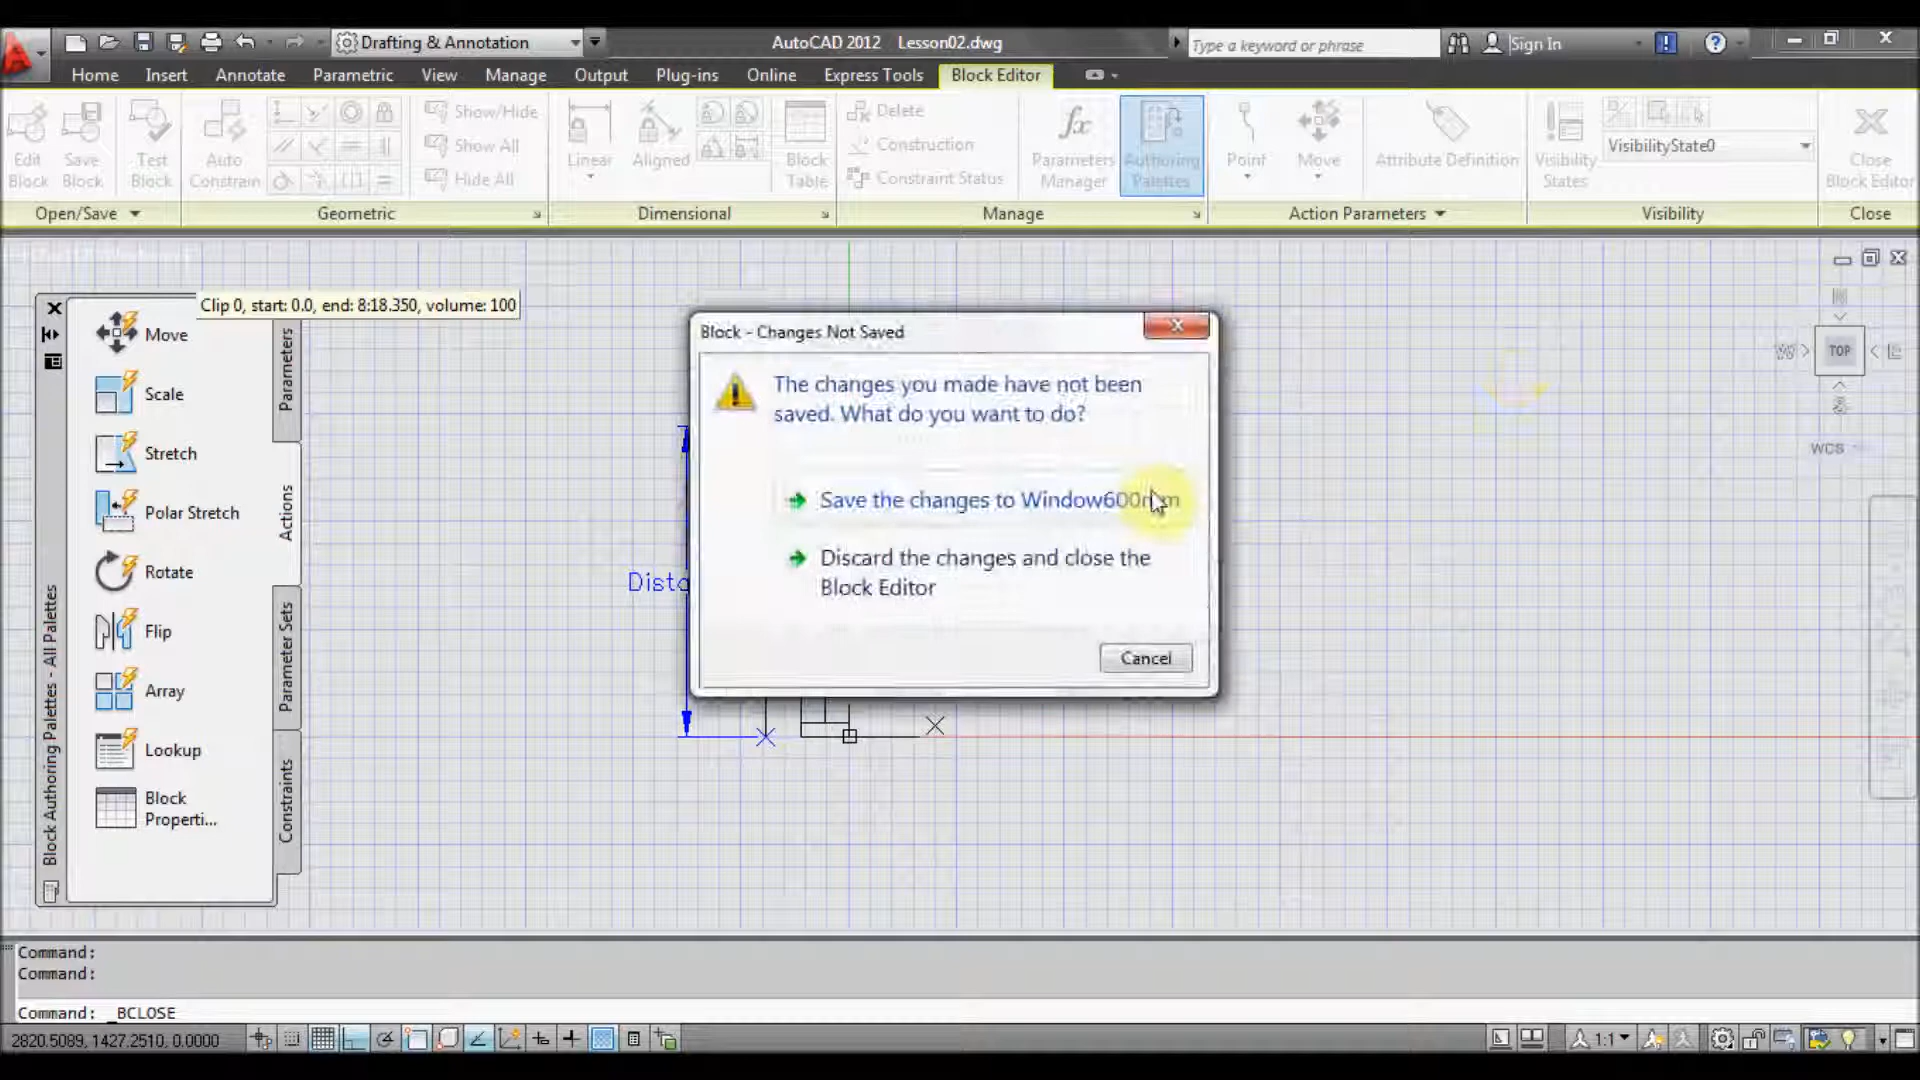 Drafting & Annotation
AutoCAD 2012 Lesson02.dwg
Type a keyword or phrase
Sign In
Home Insert Annotate Parametric View Manage Output Plug-ins Online Express Tools Block Editor
Edit Block
Save Block
Test Block
Auto Constrain
Show/Hide
Show All
Hide All
Linear
Aligned
Block Table
Delete
Construction
Constraint Status
Parameters Manager
Authoring Palettes
Point
Move
Attribute Definition
Visibility States
VisibilityState0
Close Block Editor
Open/Save Geometric Dimensional Manage Action Parameters Visibility Close
Clip 0, start: 0.0, end: 8:18.350, volume: 100
Move
Scale
Stretch
Polar Stretch
Rotate
Flip
Array
Lookup
Block
Properti...
Parameters
Actions
Parameter Sets
Constraints
Block Authoring Palettes - All Palettes
Block - Changes Not Saved
The changes you made have not been
saved. What do you want to do?
Save the changes to Window600mm
Discard the changes and close the
Block Editor
Cancel
TOP
W
WCS
Command:
Command:
Command: _BCLOSE
2820.5089, 1427.2510, 0.0000
1:1